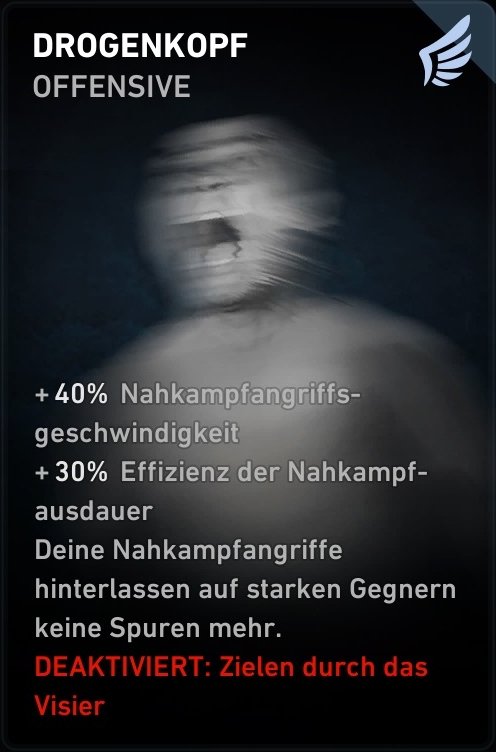 DROGENKOPF
OFFENSIVE
+ 40% Nahkampfangriffs-
geschwindigkeit
+ 30% Effizienz der Nahkampf-
ausdauer
Deine Nahkampfangriffe
hinterlassen auf starken Gegnern
keine Spuren mehr.
DEAKTIVIERT: Zielen durch das
Visier